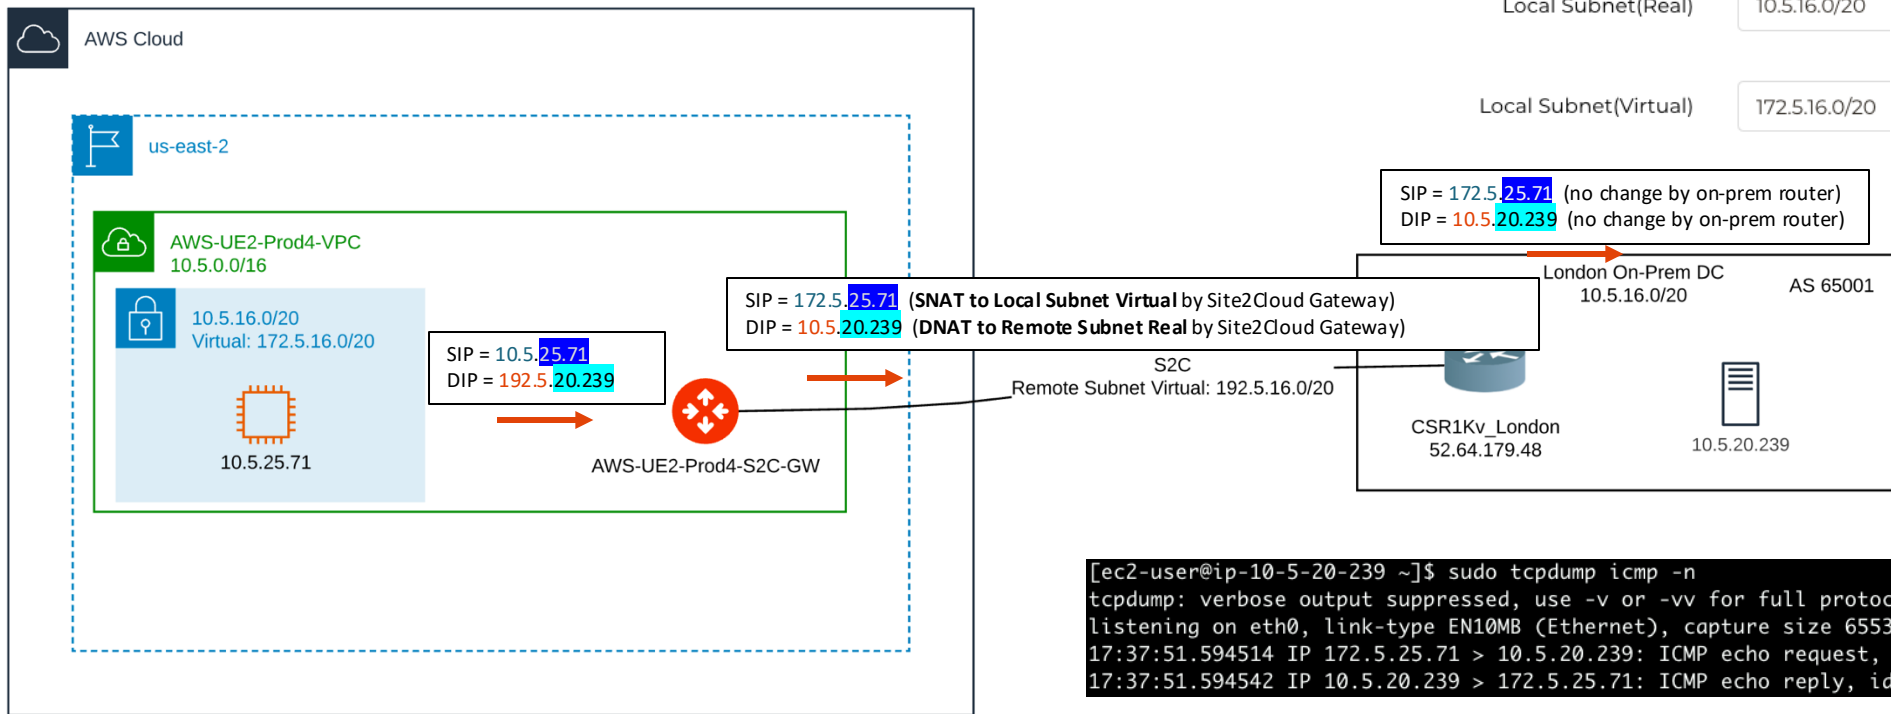 Local Subnet(Real)
10.5.16.0/20
AWS Cloud
Local Subnet(Virtual)
172.5.16.0/20
us-east-2
SIP = 172.5.25.71 (no change by on-prem router)
DIP = 10.5.20.239 (no change by on-prem router)
AWS-UE2-Prod4-VPC
10.5.0.0/16
London On-Prem DC
10.5.16.0/20
AS 65001
SIP = 172.5.25.71 (SNAT to Local Subnet Virtual by Site2Cloud Gateway)
DIP = 10.5.20.239 (DNAT to Remote Subnet Real by Site2Cloud Gateway)
10.5.16.0/20
Virtual: 172.5.16.0/20
SIP = 10.5.25.71
DIP = 192.5.20.239
S2C
Remote Subnet Virtual: 192.5.16.0/20
10.5.25.71
AWS-UE2-Prod4-S2C-GW
CSR1Kv_London
52.64.179.48
10.5.20.239
[ec2-user@ip-10-5-20-239 ~]$ sudo tcpdump icmp -n
tcpdump: verbose output suppressed, use -v or -vv for full protoc
listening on eth0, link-type EN10MB (Ethernet), capture size 6553
17:37:51.594514 IP 172.5.25.71 > 10.5.20.239: ICMP echo request,
17:37:51.594542 IP 10.5.20.239 > 172.5.25.71: ICMP echo reply, id